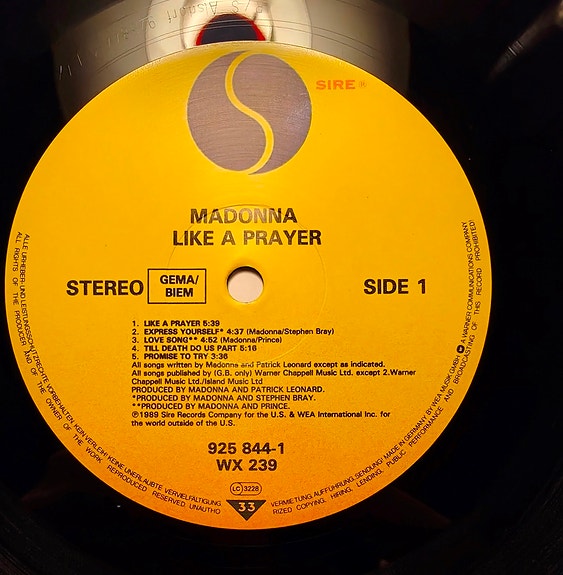 R/S Alsdorf
SIRE ®
MADONNA
LIKE A PRAYER
STEREO
GEMA/
BIEM
SIDE 1
1. LIKE A PRAYER 5:39
2. EXPRESS YOURSELF* 4:37 (Madonna/Stephen Bray)
3. LOVE SONG** 4:52 (Madonna/Prince)
4. TILL DEATH DO US PART 5:16
5. PROMISE TO TRY 3:36
All songs written by Madonna and Patrick Leonard except as indicated.
All songs published by (G.B. only) Warner Chappell Music Ltd. except 2.Warner
Chappell Music Ltd./Island Music Ltd
PRODUCED BY MADONNA AND PATRICK LEONARD.
*PRODUCED BY MADONNA AND STEPHEN BRAY.
**PRODUCED BY MADONNA AND PRINCE.
℗1989 Sire Records Company for the U.S. & WEA International Inc. for
the world outside of the U.S.
925 844-1
WX 239
LC 3228
33
ALLE URHEBER-UND LEISTUNGSSCHUTZRECHTE VORBEHALTEN KEIN VERLEIH! KEINE UNERLAUBTE VERVIELFÄLTIGUNG
VERMIETUNG, AUFFÜHRUNG, SENDUNG! MADE IN GERMANY BY WEA MUSIK GMBH. A WARNER COMMUNICATIONS COMPANY
ALL RIGHTS OF THE PRODUCER AND OF THE OWNER OF THE WORK REPRODUCED RESERVED. UNAUTHO
RIZED COPYING, HIRING, LENDING, PUBLIC PERFORMANCE AND BROADCASTING OF THIS RECORD PROHIBITED!